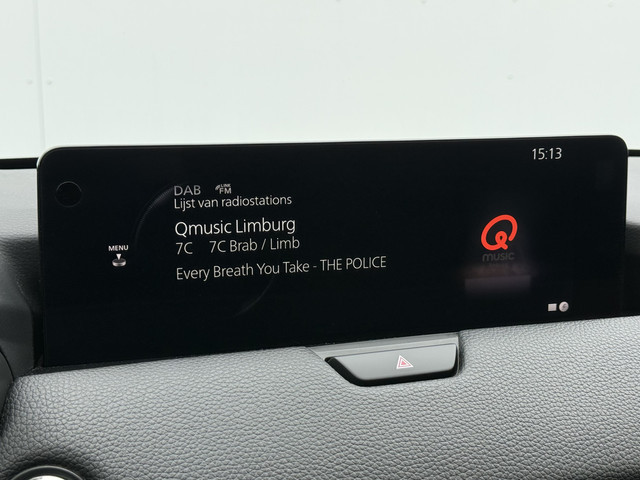 15:13
DAB FM
Lijst van radiostations
Qmusic Limburg
MENU
7C 7C Brab / Limb
Every Breath You Take - THE POLICE
Q
music